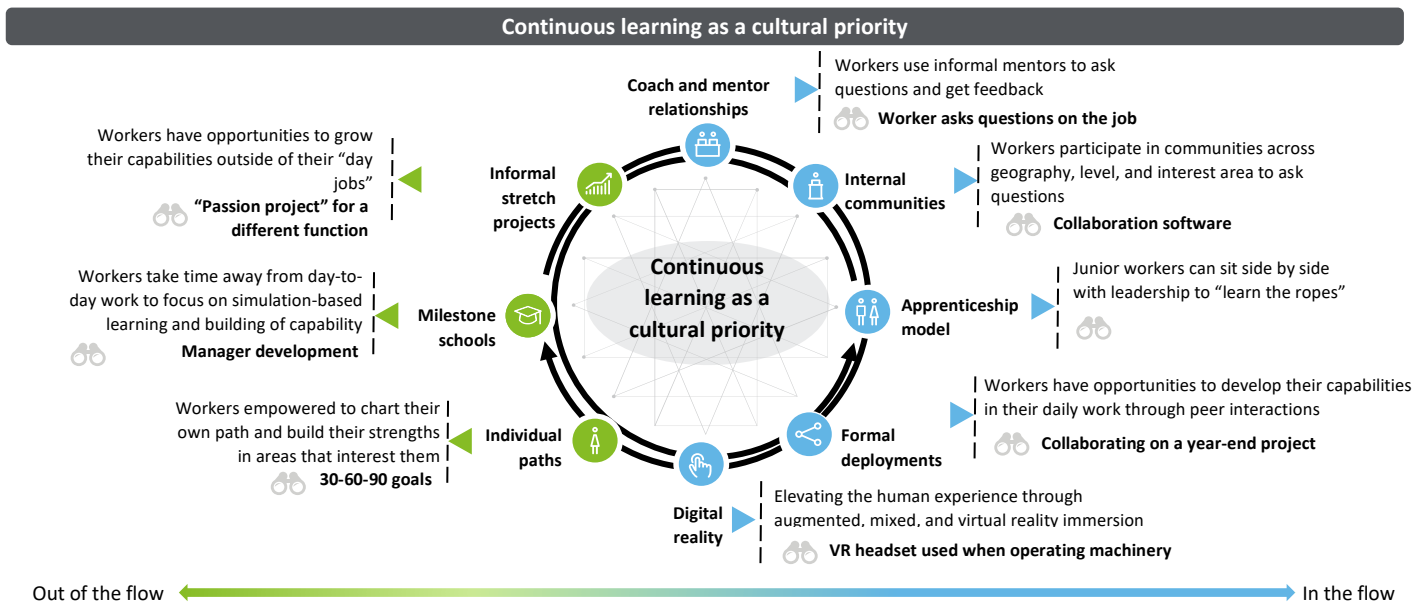 Continuous learning as a cultural priority
Coach and mentor
relationships
Workers use informal mentors to ask
questions and get feedback
Worker asks questions on the job
Internal
communities
Workers participate in communities across
geography, level, and interest area to ask
questions
Collaboration software
Apprenticeship
model
Junior workers can sit side by side
with leadership to “learn the ropes”
Formal
deployments
Workers have opportunities to develop their capabilities
in their daily work through peer interactions
Collaborating on a year-end project
Digital
reality
Elevating the human experience through
augmented, mixed, and virtual reality immersion
VR headset used when operating machinery
Individual
paths
Workers empowered to chart their
own path and build their strengths
in areas that interest them
30-60-90 goals
Milestone
schools
Workers take time away from day-to-
day work to focus on simulation-based
learning and building of capability
Manager development
Informal
stretch
projects
Workers have opportunities to grow
their capabilities outside of their “day
jobs”
“Passion project” for a
different function
Continuous
learning as a
cultural priority
Out of the flow
In the flow